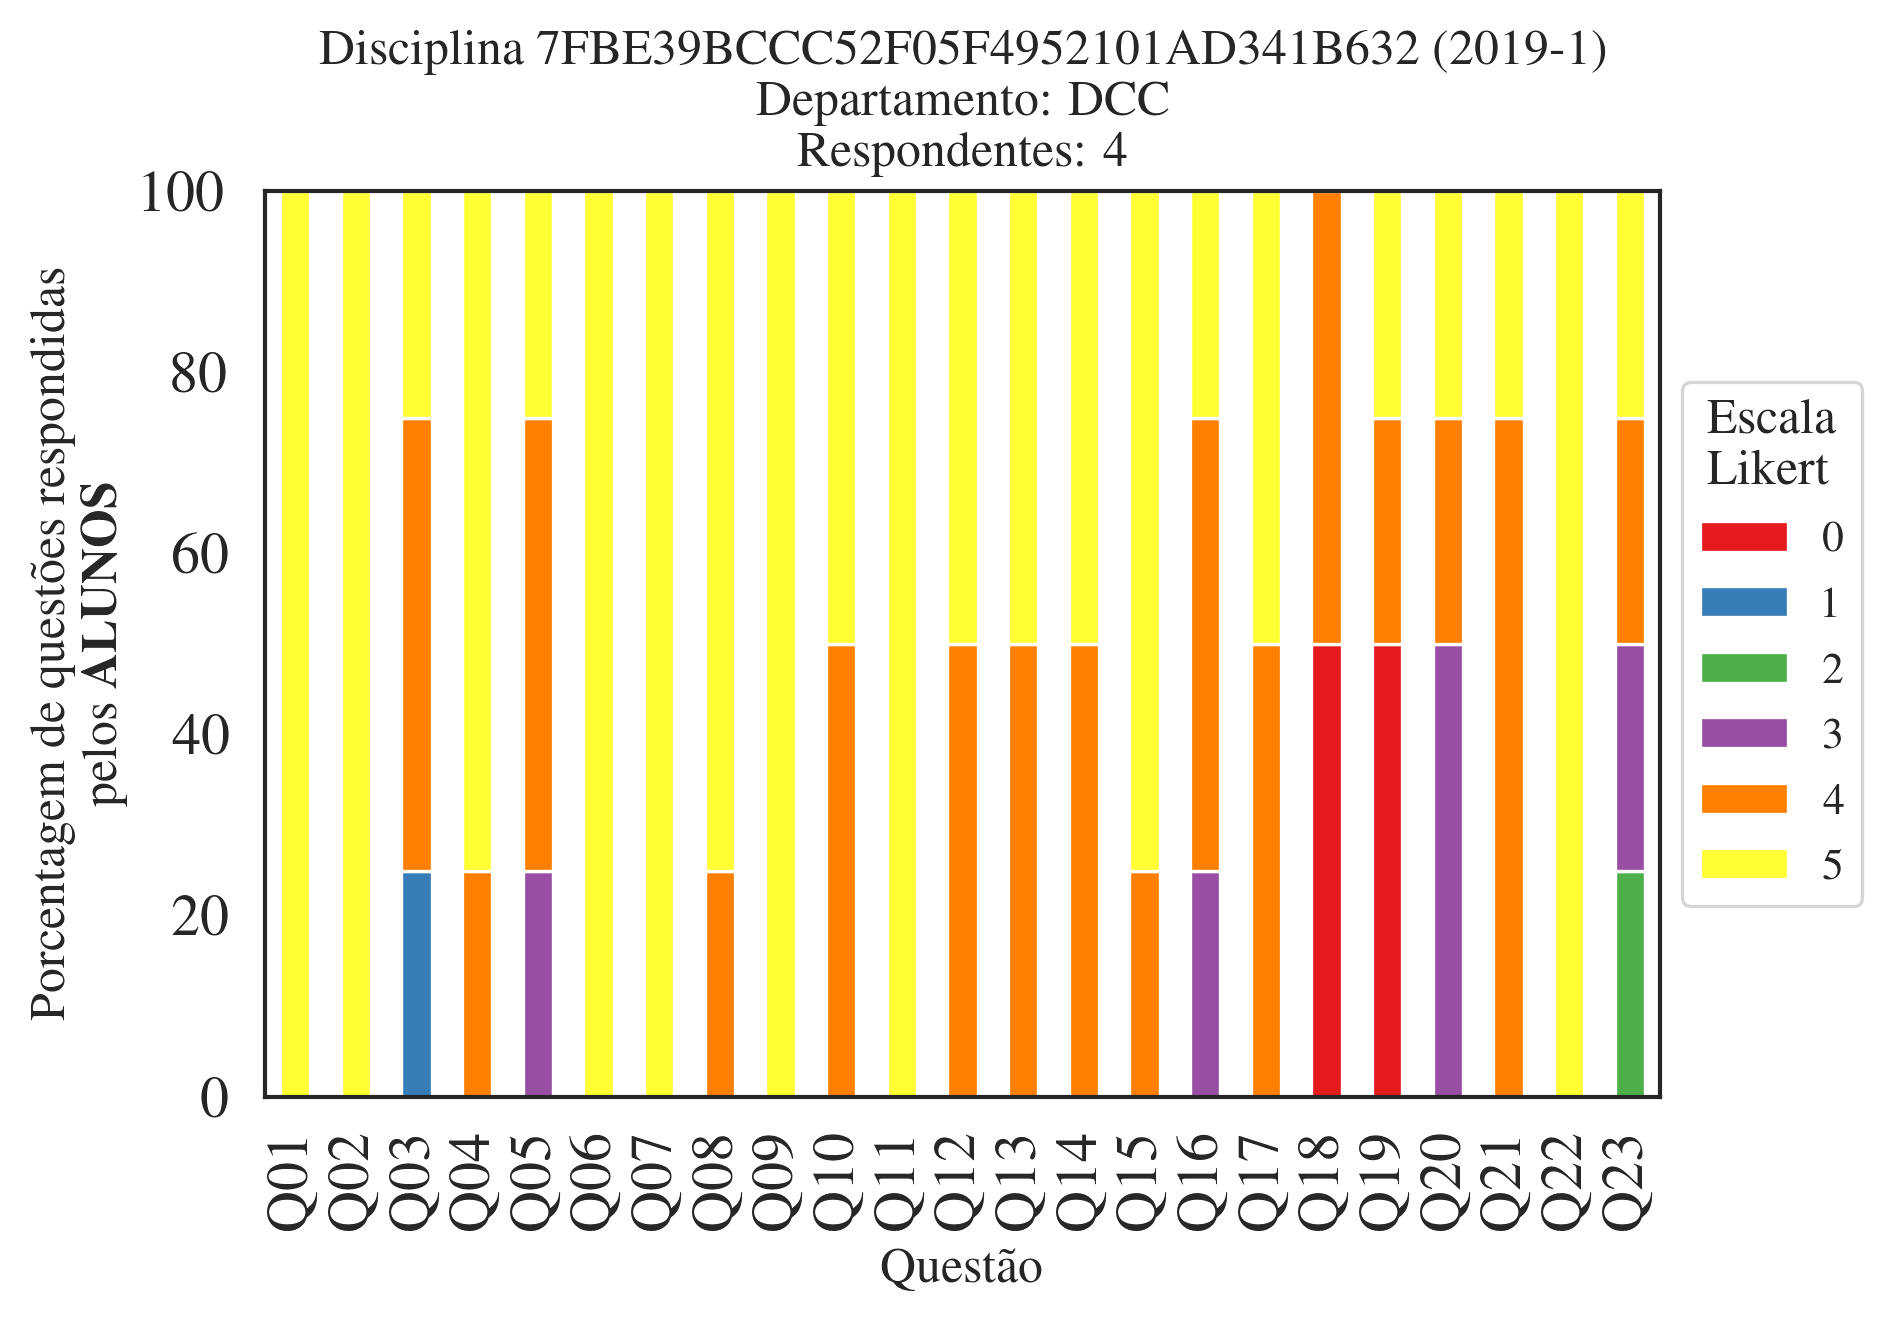 Disciplina 7FBE39BCCC52F05F4952101AD341B632 (2019-1)
Departamento: DCC
Respondentes: 4
Porcentagem de questões respondidas
pelos ALUNOS
100
80
60
40
20
0
Q01
Q02
Q03
Q04
Q05
Q06
Q07
Q08
Q09
Q10
Q11
Q12
Q13
Q14
Q15
Q16
Q17
Q18
Q19
Q20
Q21
Q22
Q23
Questão
Escala
Likert
0
1
2
3
4
5